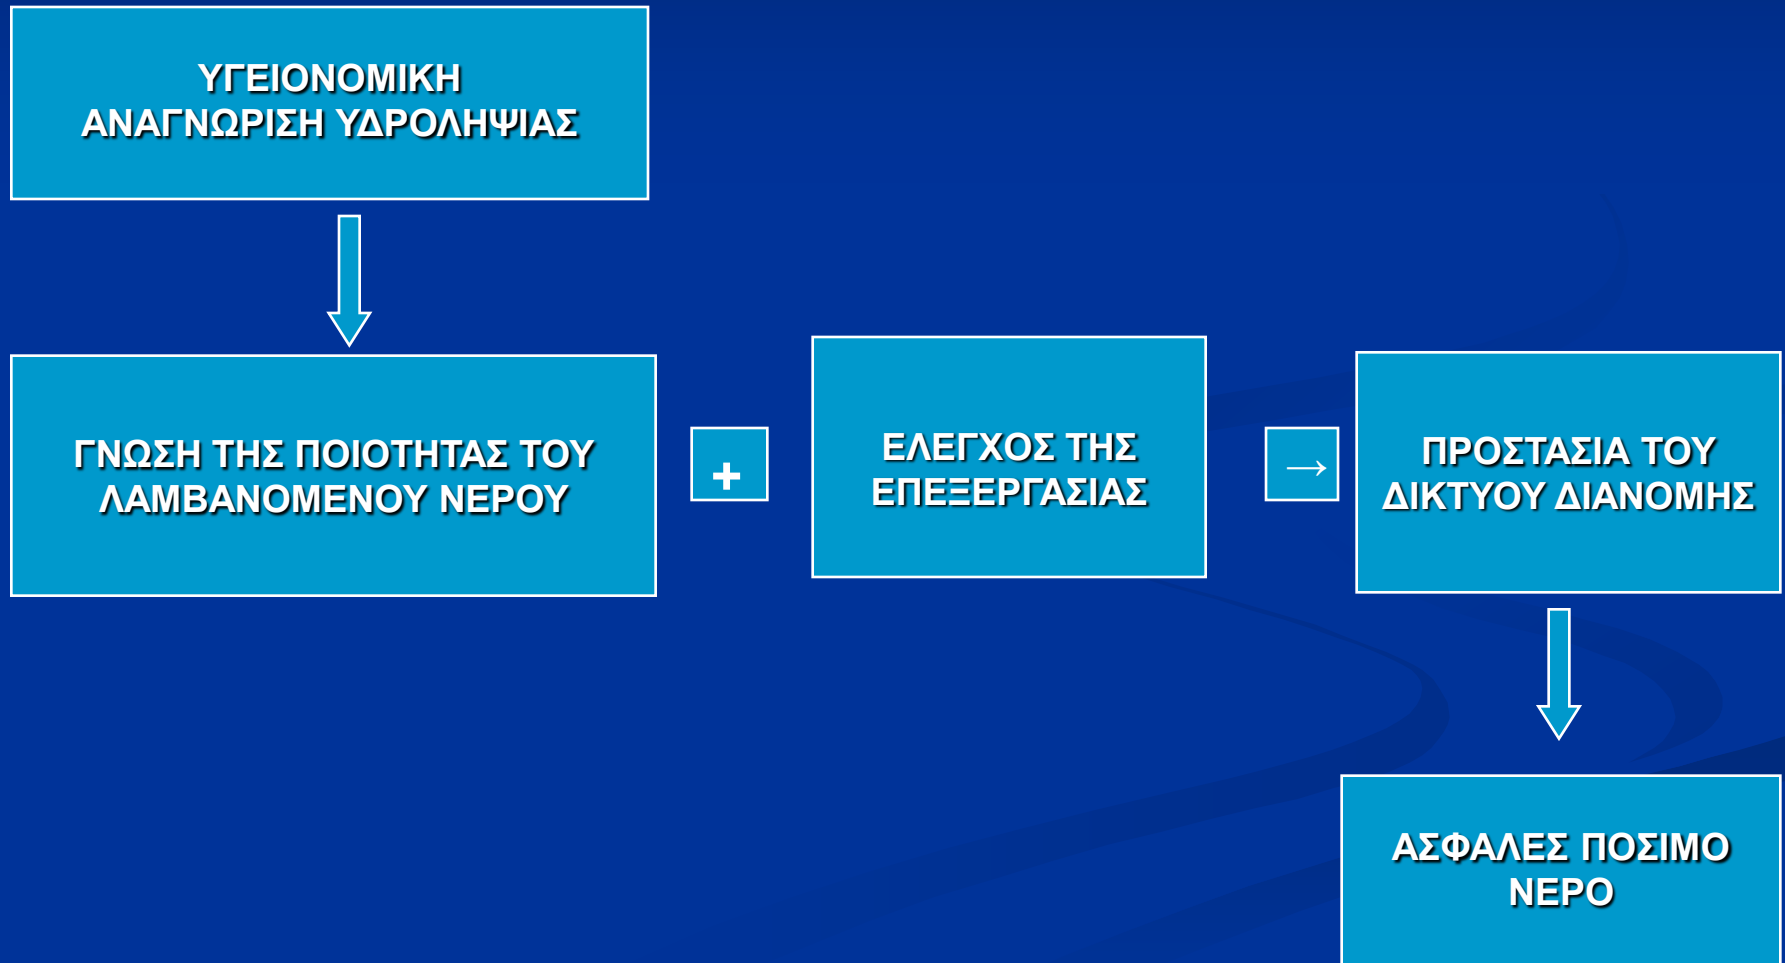 ΥΓΕΙΟΝΟΜΙΚΗ
ΑΝΑΓΝΩΡΙΣΗ ΥΔΡΟΛΗΨΙΑΣ
ΓΝΩΣΗ ΤΗΣ ΠΟΙΟΤΗΤΑΣ ΤΟΥ
ΛΑΜΒΑΝΟΜΕΝΟΥ ΝΕΡΟΥ
+
ΕΛΕΓΧΟΣ ΤΗΣ
ΕΠΕΞΕΡΓΑΣΙΑΣ
→
ΠΡΟΣΤΑΣΙΑ ΤΟΥ
ΔΙΚΤΥΟΥ ΔΙΑΝΟΜΗΣ
ΑΣΦΑΛΕΣ ΠΟΣΙΜΟ
ΝΕΡΟ